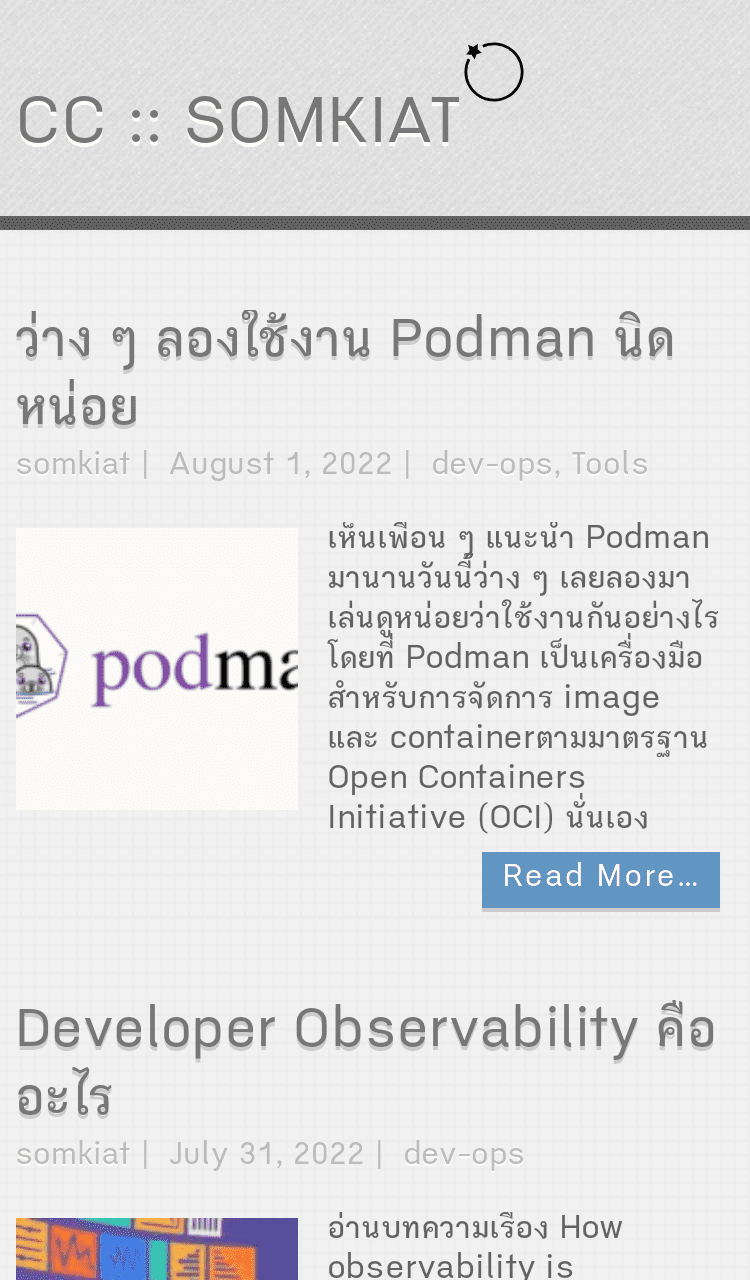 CC :: SOMKIAT
ว่าง ๆ ลองใช้งาน Podman นิด
หน่อย
somkiat | August 1, 2022 | dev-ops, Tools
podma
เห็นเพื่อน ๆ แนะนำ Podman
มานานวันนี้ว่าง ๆ เลยลองมา
เล่นดูหน่อยว่าใช้งานกันอย่างไร
โดยที่ Podman เป็นเครื่องมือ
สำหรับการจัดการ image
และ containerตามมาตรฐาน
Open Containers
Initiative (OCI) นั่นเอง
Read More...
Developer Observability คือ
อะไร
somkiat | July 31, 2022 | dev-ops
อ่านบทความเรื่อง How
observability is